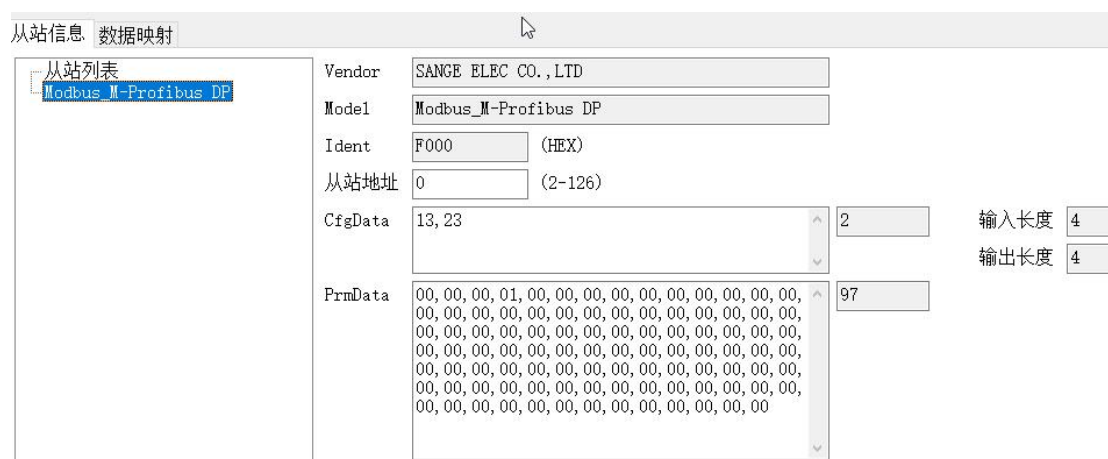 从站信息 数据映射
从站列表
Modbus_M-Profibus DP
Vendor SANGE ELEC CO.,LTD
Model Modbus_M-Profibus DP
Ident F000 (HEX)
从站地址 0 (2-126)
CfgData 13,23 2 输入长度 4
输出长度 4
PrmData 00,00,00,01,00,00,00,00,00,00,00,00,00,00, 97
00,00,00,00,00,00,00,00,00,00,00,00,00,00,
00,00,00,00,00,00,00,00,00,00,00,00,00,00,
00,00,00,00,00,00,00,00,00,00,00,00,00,00,
00,00,00,00,00,00,00,00,00,00,00,00,00,00,
00,00,00,00,00,00,00,00,00,00,00,00,00,00,
00,00,00,00,00,00,00,00,00,00,00,00,00